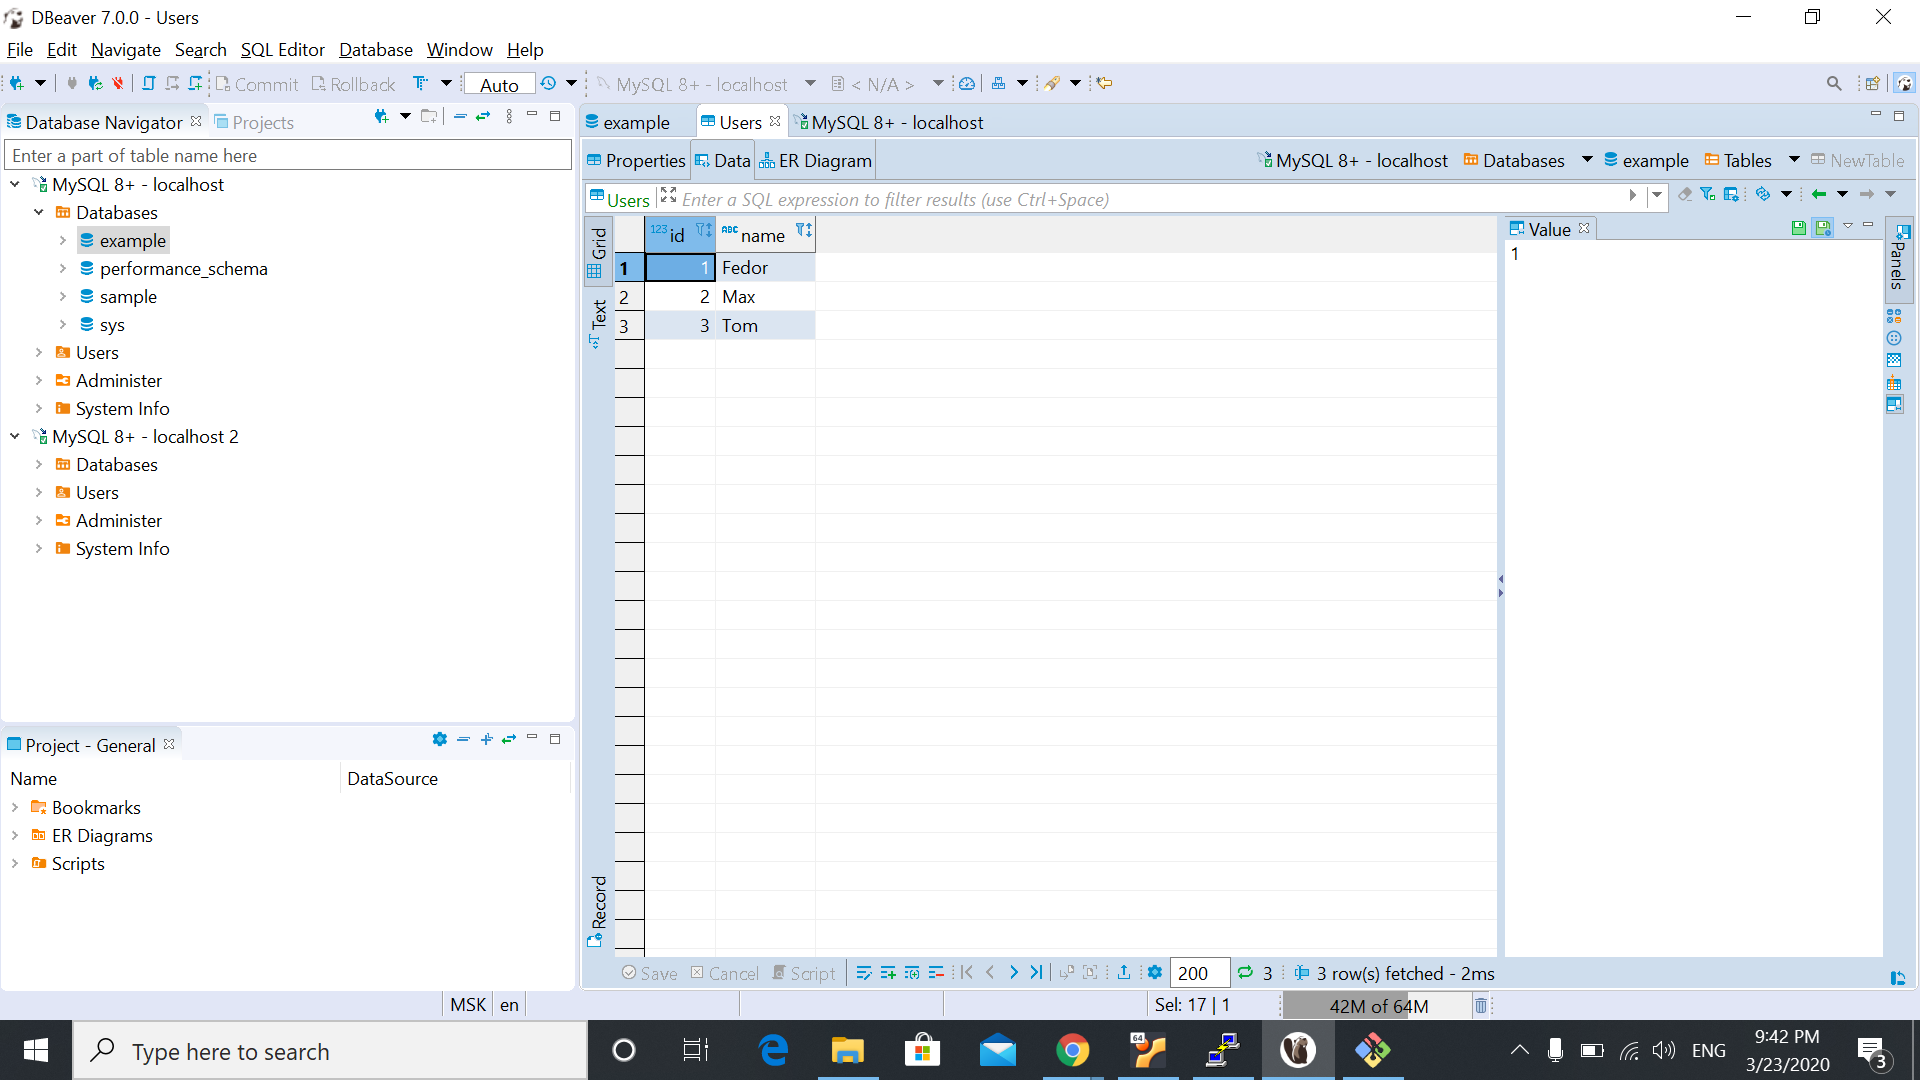 DBeaver 7.0.0 - Users
File Edit Navigate Search SQL Editor Database Window Help
Commit Rollback Auto MySQL 8+ - localhost < N/A >
Database Navigator Projects
Enter a part of table name here
MySQL 8+ - localhost
Databases
example
performance_schema
sample
sys
Users
Administer
System Info
MySQL 8+ - localhost 2
Databases
Users
Administer
System Info
Project - General
Name DataSource
Bookmarks
ER Diagrams
Scripts
example Users MySQL 8+ - localhost
Properties Data ER Diagram MySQL 8+ - localhost Databases example Tables NewTable
Users Enter a SQL expression to filter results (use Ctrl+Space)
Grid
Text
Record
123 id ABC name
1 1 Fedor
2 2 Max
3 3 Tom
Value
1
Panels
Save Cancel Script 200 3 3 row(s) fetched - 2ms
MSK en Sel: 17 | 1 42M of 64M
Type here to search
64
ENG
9:42 PM
3/23/2020
3